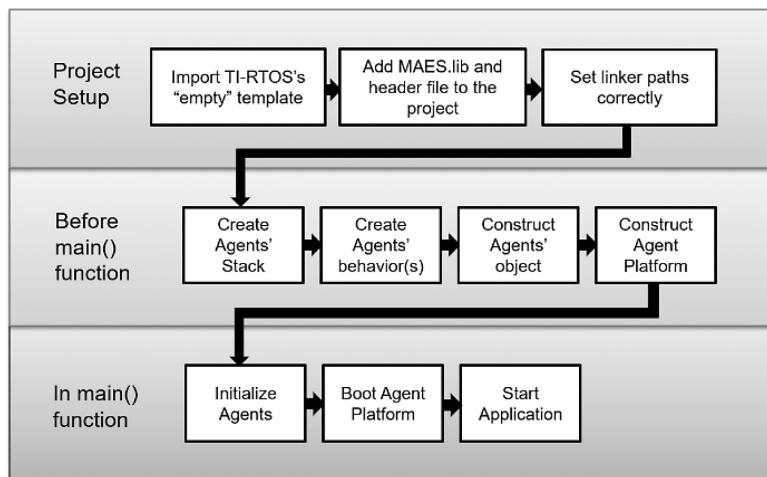 Project
Setup
Import TI-RTOS's
"empty" template
Add MAES.lib and
header file to the
project
Set linker paths
correctly
Before
main()
function
Create
Agents'
Stack
Create
Agents'
behavior(s)
Construct
Agents'
object
Construct
Agent
Platform
In main()
function
Initialize
Agents
Boot Agent
Platform
Start
Application